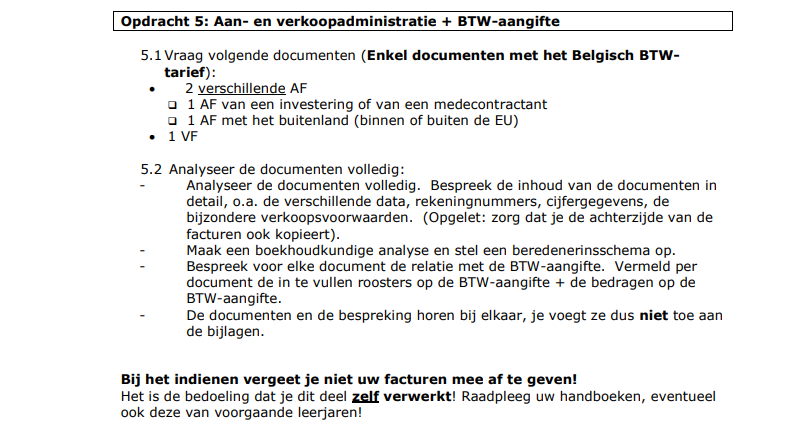 Opdracht 5: Aan- en verkoopadministratie + BTW-aangifte
5.1 Vraag volgende documenten (Enkel documenten met het Belgisch BTW-
tarief):
• 2 verschillende AF
❑ 1 AF van een investering of van een medecontractant
❑ 1 AF met het buitenland (binnen of buiten de EU)
• 1 VF
5.2 Analyseer de documenten volledig:
- Analyseer de documenten volledig. Bespreek de inhoud van de documenten in
detail, o.a. de verschillende data, rekeningnummers, cijfergegevens, de
bijzondere verkoopsvoorwaarden. (Opgelet: zorg dat je de achterzijde van de
facturen ook kopieert).
- Maak een boekhoudkundige analyse en stel een beredenerinsschema op.
- Bespreek voor elke document de relatie met de BTW-aangifte. Vermeld per
document de in te vullen roosters op de BTW-aangifte + de bedragen op de
BTW-aangifte.
- De documenten en de bespreking horen bij elkaar, je voegt ze dus niet toe aan
de bijlagen.
Bij het indienen vergeet je niet uw facturen mee af te geven!
Het is de bedoeling dat je dit deel zelf verwerkt! Raadpleeg uw handboeken, eventueel
ook deze van voorgaande leerjaren!